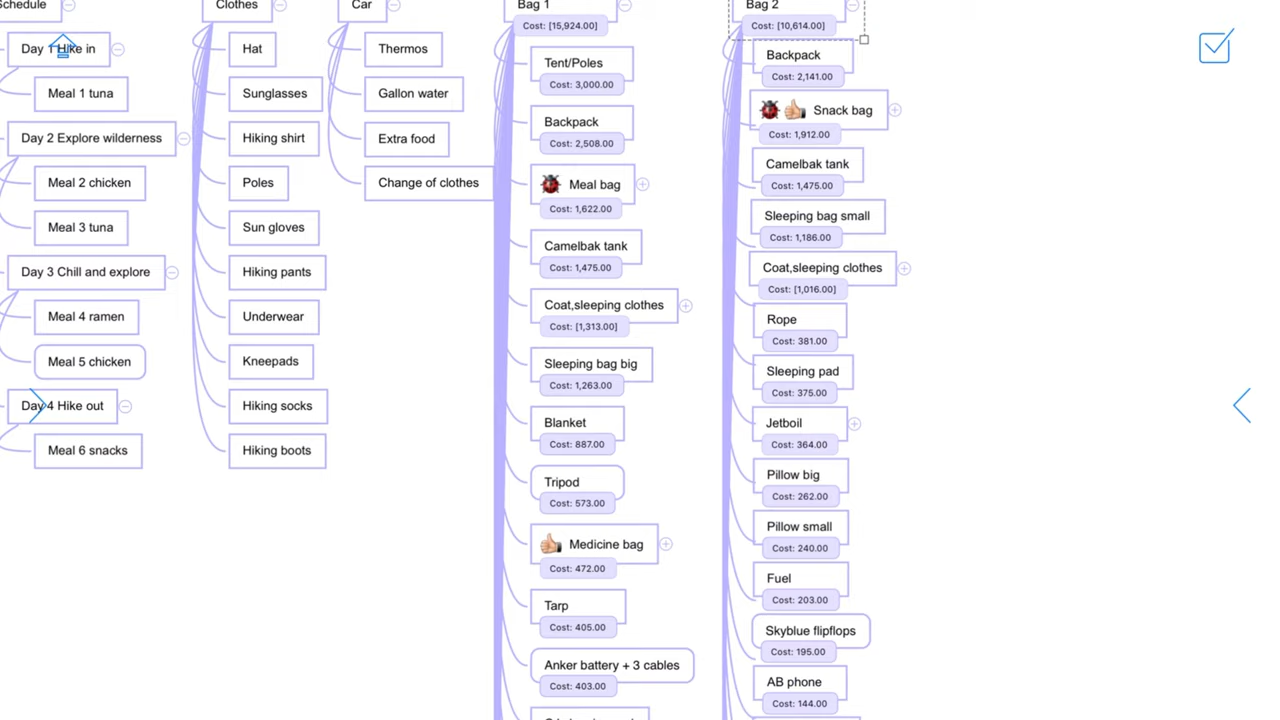 Schedule
Day 1 Hike in
Meal 1 tuna
Day 2 Explore wilderness
Meal 2 chicken
Meal 3 tuna
Day 3 Chill and explore
Meal 4 ramen
Meal 5 chicken
Day 4 Hike out
Meal 6 snacks
Clothes
Hat
Sunglasses
Hiking shirt
Poles
Sun gloves
Hiking pants
Underwear
Kneepads
Hiking socks
Hiking boots
Car
Thermos
Gallon water
Extra food
Change of clothes
Bag 1
Cost: [15,924.00]
Tent/Poles
Cost: 3,000.00
Backpack
Cost: 2,508.00
Meal bag
Cost: 1,622.00
Camelbak tank
Cost: 1,475.00
Coat,sleeping clothes
Cost: [1,313.00]
Sleeping bag big
Cost: 1,263.00
Blanket
Cost: 887.00
Tripod
Cost: 573.00
Medicine bag
Cost: 472.00
Tarp
Cost: 405.00
Anker battery + 3 cables
Cost: 403.00
Bag 2
Cost: [10,614.00]
Backpack
Cost: 2,141.00
Snack bag
Cost: 1,912.00
Camelbak tank
Cost: 1,475.00
Sleeping bag small
Cost: 1,186.00
Coat,sleeping clothes
Cost: [1,016.00]
Rope
Cost: 381.00
Sleeping pad
Cost: 375.00
Jetboil
Cost: 364.00
Pillow big
Cost: 262.00
Pillow small
Cost: 240.00
Fuel
Cost: 203.00
Skyblue flipflops
Cost: 195.00
AB phone
Cost: 144.00